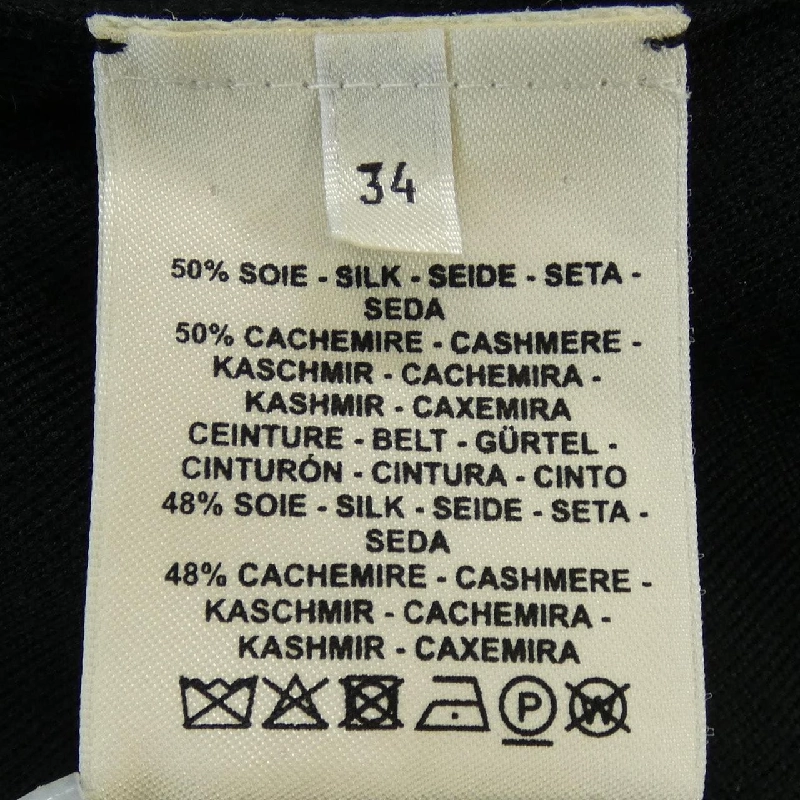 34
50% SOIE - SILK - SEIDE - SETA -
SEDA
50% CACHEMIRE - CASHMERE -
KASCHMIR - CACHEMIRA -
KASHMIR - CAXEMIRA
CEINTURE - BELT - GÜRTEL -
CINTURÓN - CINTURA - CINTO
48% SOIE - SILK - SEIDE - SETA -
SEDA
48% CACHEMIRE - CASHMERE -
KASCHMIR - CACHEMIRA -
KASHMIR - CAXEMIRA
P W